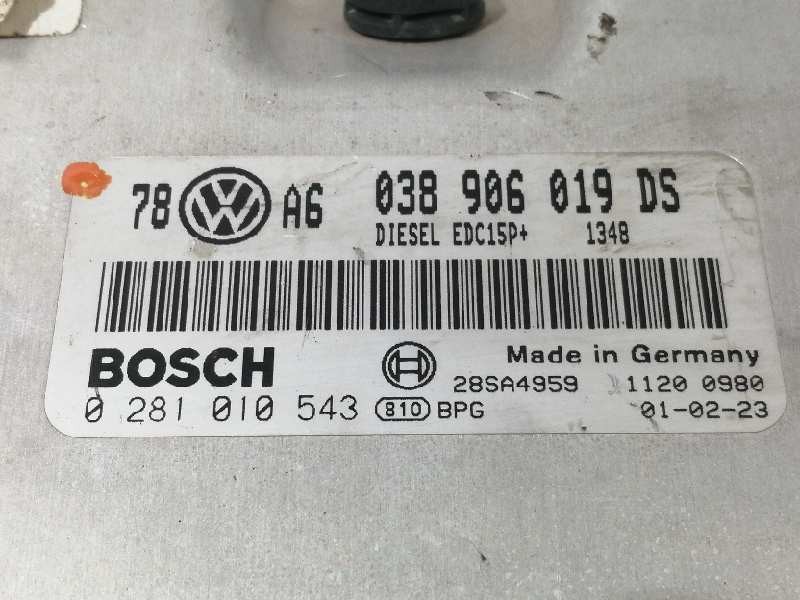 78 VW A6 038 906 019 DS
DIESEL EDC15P+ 1348
BOSCH Made in Germany
28SA4959 1120 0980
0 281 010 543 810 BPG 01-02-23